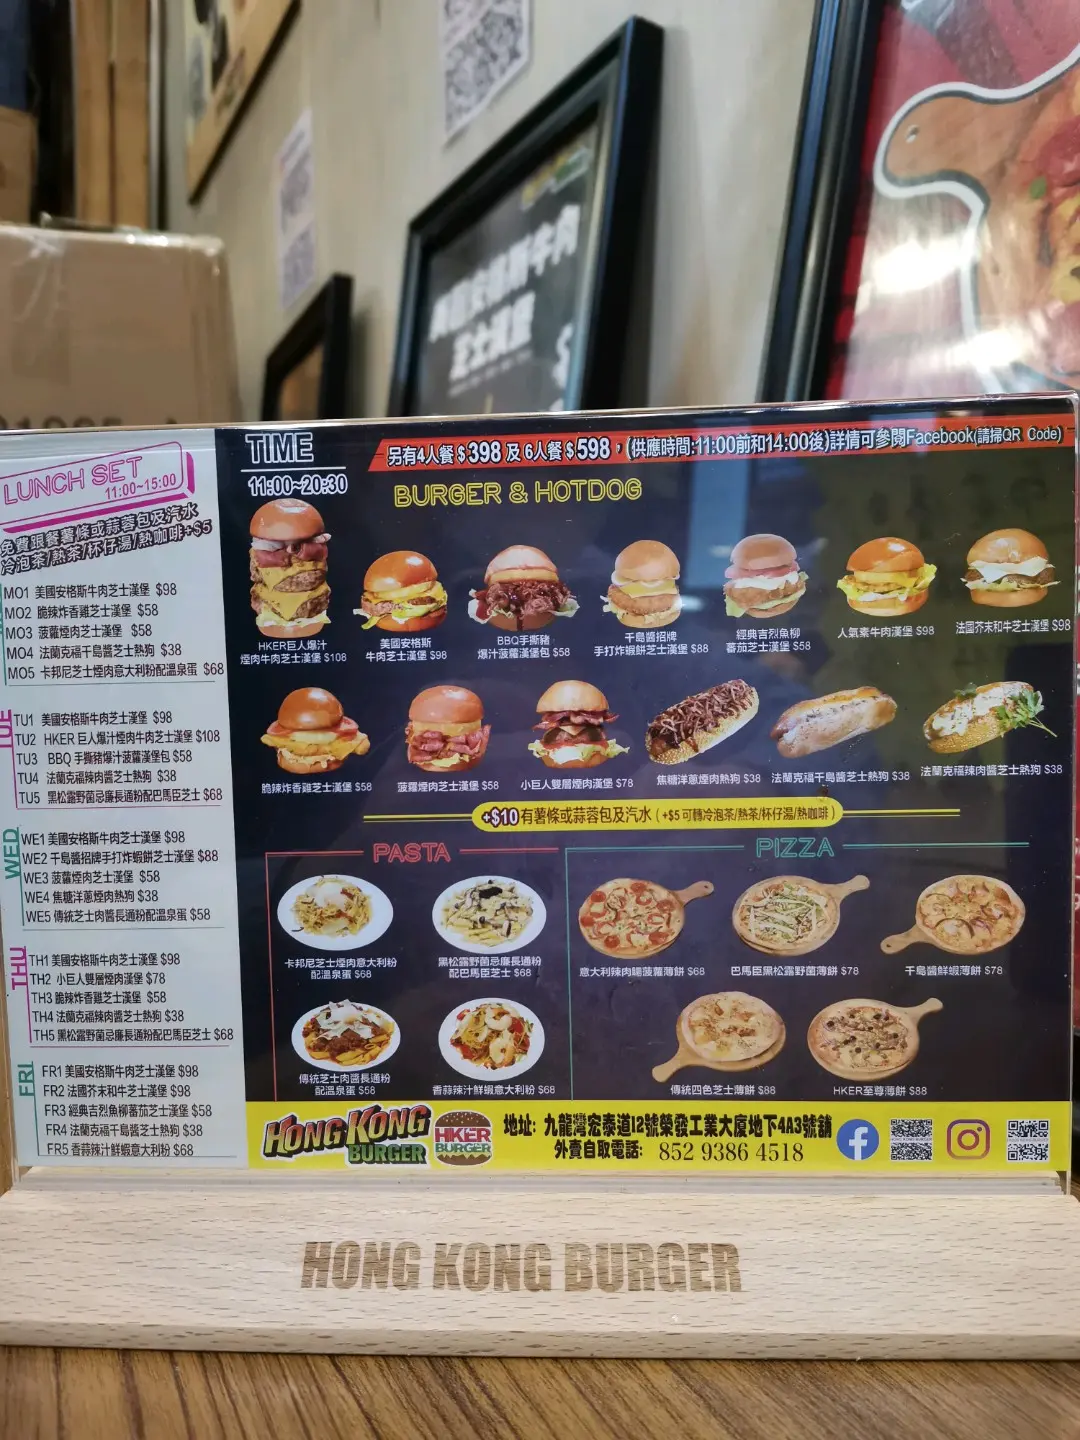 LUNCH SET
11:00~15:00
免費跟餐薯條或蒜蓉包及汽水
冷泡茶/熱茶/杯仔湯/熱咖啡+$5
MO1 美國安格斯牛肉芝士漢堡 $98
MO2 脆辣炸香雞芝士漢堡 $58
MO3 菠蘿煙肉芝士漢堡 $58
MO4 法蘭克福千島醬芝士熱狗 $38
MO5 卡邦尼芝士煙肉意大利粉配溫泉蛋 $68
TUE
TU1 美國安格斯牛肉芝士漢堡 $98
TU2 HKER 巨人爆汁煙肉牛肉芝士漢堡 $108
TU3 BBQ 手撕豬爆汁菠蘿漢堡包 $58
TU4 法蘭克福辣肉醬芝士熱狗 $38
TU5 黑松露野菌忌廉長通粉配巴馬臣芝士 $68
WED
WE1 美國安格斯牛肉芝士漢堡 $98
WE2 千島醬招牌手打炸蝦餅芝士漢堡 $88
WE3 菠蘿煙肉芝士漢堡 $58
WE4 焦糖洋蔥煙肉熱狗 $38
WE5 傳統芝士肉醬長通粉配溫泉蛋 $58
THU
TH1 美國安格斯牛肉芝士漢堡 $98
TH2 小巨人雙層煙肉漢堡 $78
TH3 脆辣炸香雞芝士漢堡 $58
TH4 法蘭克福辣肉醬芝士熱狗 $38
TH5 黑松露野菌忌廉長通粉配巴馬臣芝士 $68
FRI
FR1 美國安格斯牛肉芝士漢堡 $98
FR2 法國芥末和牛芝士漢堡 $98
FR3 經典吉烈魚柳蕃茄芝士漢堡 $58
FR4 法蘭克福千島醬芝士熱狗 $38
FR5 香蒜辣汁鮮蝦意大利粉 $68
TIME
11:00~20:30
另有4人餐$398 及 6人餐$598，(供應時間:11:00前和14:00後)詳情可參閱Facebook(請掃QR Code)
BURGER & HOTDOG
HKER巨人爆汁
煙肉牛肉芝士漢堡 $108
美國安格斯
牛肉芝士漢堡 $98
BBQ手撕豬
爆汁菠蘿漢堡包 $58
千島醬招牌
手打炸蝦餅芝士漢堡 $88
經典吉烈魚柳
蕃茄芝士漢堡 $58
人氣素牛肉漢堡 $98
法國芥末和牛芝士漢堡 $98
脆辣炸香雞芝士漢堡 $58
菠蘿煙肉芝士漢堡 $58
小巨人雙層煙肉漢堡 $78
焦糖洋蔥煙肉熱狗 $38
法蘭克福千島醬芝士熱狗 $38
法蘭克福辣肉醬芝士熱狗 $38
+$10有薯條或蒜蓉包及汽水（+$5 可轉冷泡茶/熱茶/杯仔湯/熱咖啡）
PASTA
卡邦尼芝士煙肉意大利粉
配溫泉蛋 $68
黑松露野菌忌廉長通粉
配巴馬臣芝士 $68
傳統芝士肉醬長通粉
配溫泉蛋 $58
香蒜辣汁鮮蝦意大利粉 $68
PIZZA
意大利辣肉腸菠蘿薄餅 $68
巴馬臣黑松露野菌薄餅 $78
千島醬鮮蝦薄餅 $78
傳統四色芝士薄餅 $88
HKER至尊薄餅 $88
HONG KONG
BURGER
HKER
BURGER
地址: 九龍灣宏泰道12號榮發工業大廈地下4A3號舖
外賣自取電話: 852 9386 4518
HONG KONG BURGER